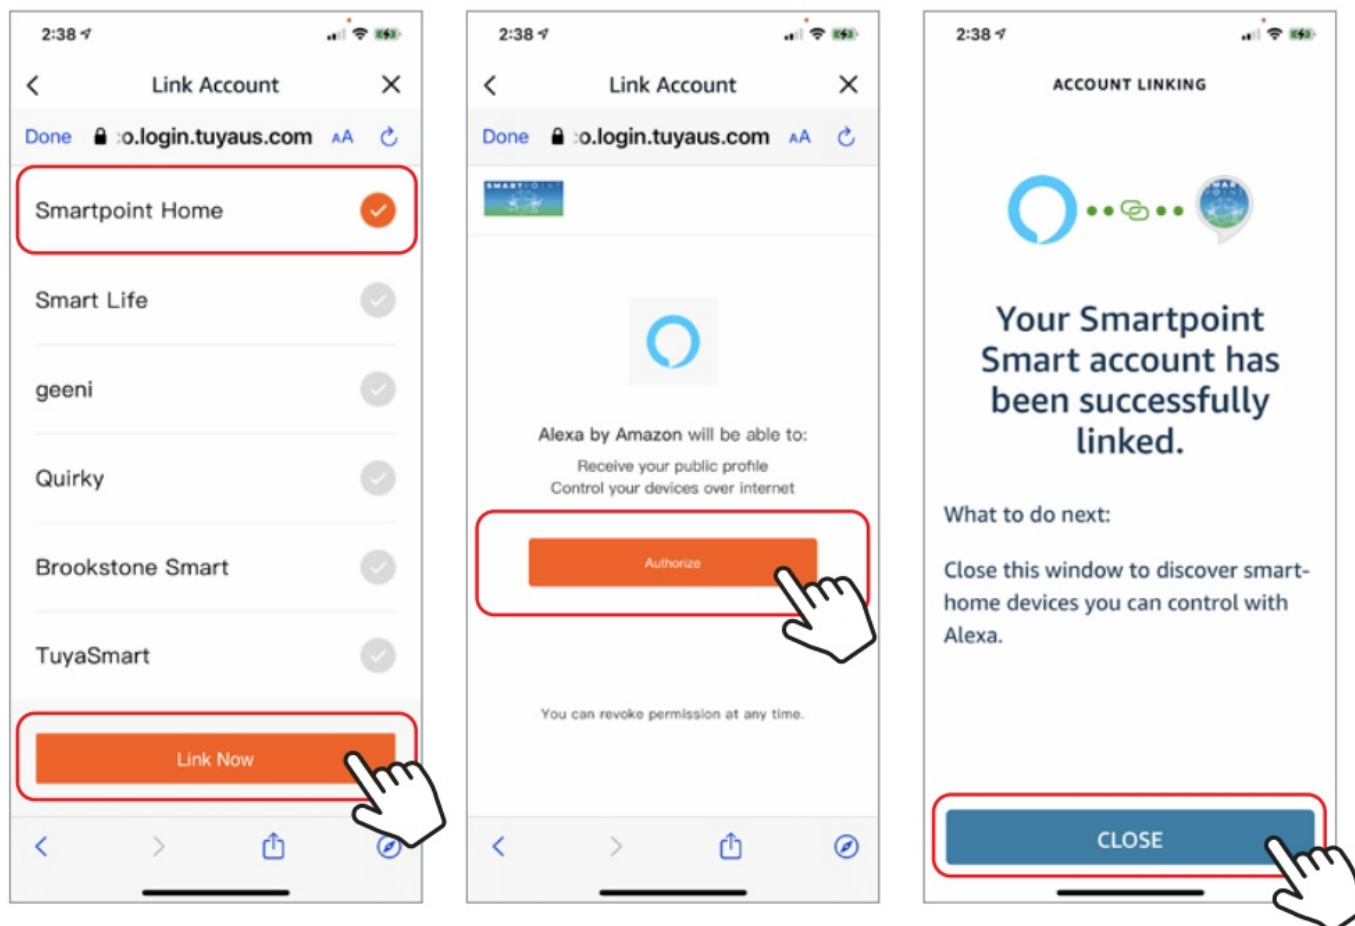 2:38
Link Account
Done :o.login.tuyaus.com AA
Smartpoint Home
Smart Life
geeni
Quirky
Brookstone Smart
TuyaSmart
Link Now
2:38
Link Account
Done :o.login.tuyaus.com AA
SMARTPOINT
Alexa by Amazon will be able to:
Receive your public profile
Control your devices over internet
Authorize
You can revoke permission at any time.
2:38
ACCOUNT LINKING
SMART
POINT
Your Smartpoint
Smart account has
been successfully
linked.
What to do next:
Close this window to discover smart-
home devices you can control with
Alexa.
CLOSE